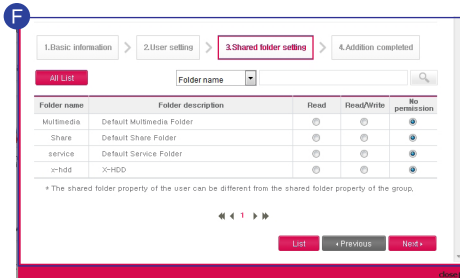 F
1.Basic information > 2.User setting > 3.Shared folder setting > 4.Addition completed
All List Folder name
Folder name Folder description Read Read/Write No permission
Multimedia Default Multimedia Folder
Share Default Share Folder
service Default Service Folder
x-hdd X-HDD
* The shared folder property of the user can be different from the shared folder property of the group.
1
List Previous Next
close